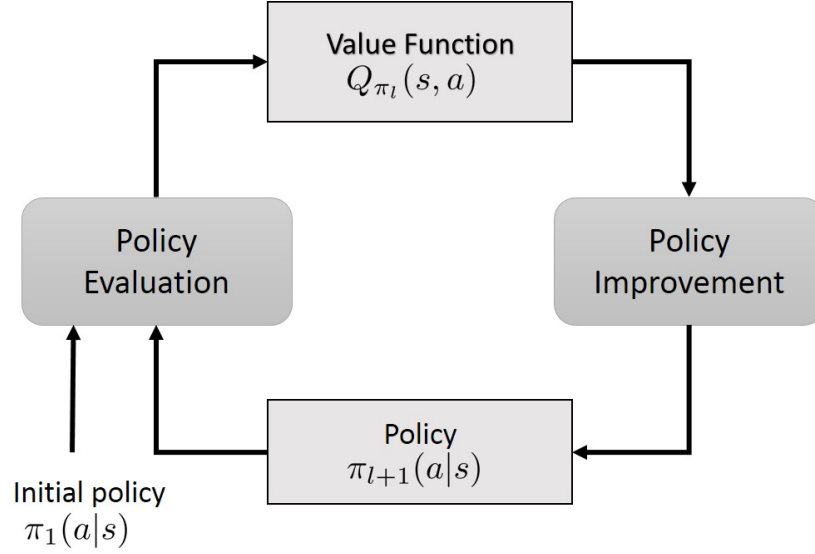 Value Function
Q_{π_l}(s, a)
Policy
Evaluation
Policy
Improvement
Policy
π_{l+1}(a|s)
Initial policy
π_1(a|s)